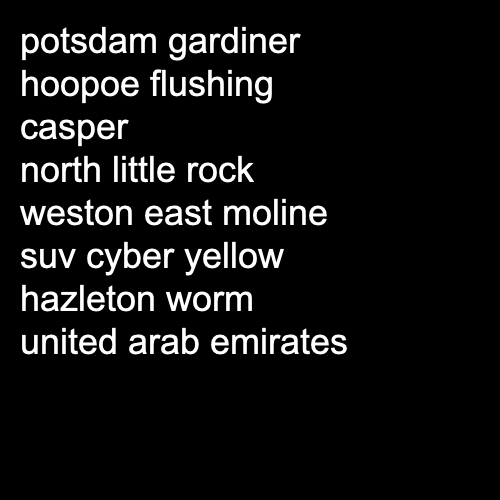 potsdam gardiner
hoopoe flushing
casper
north little rock
weston east moline
suv cyber yellow
hazleton worm
united arab emirates